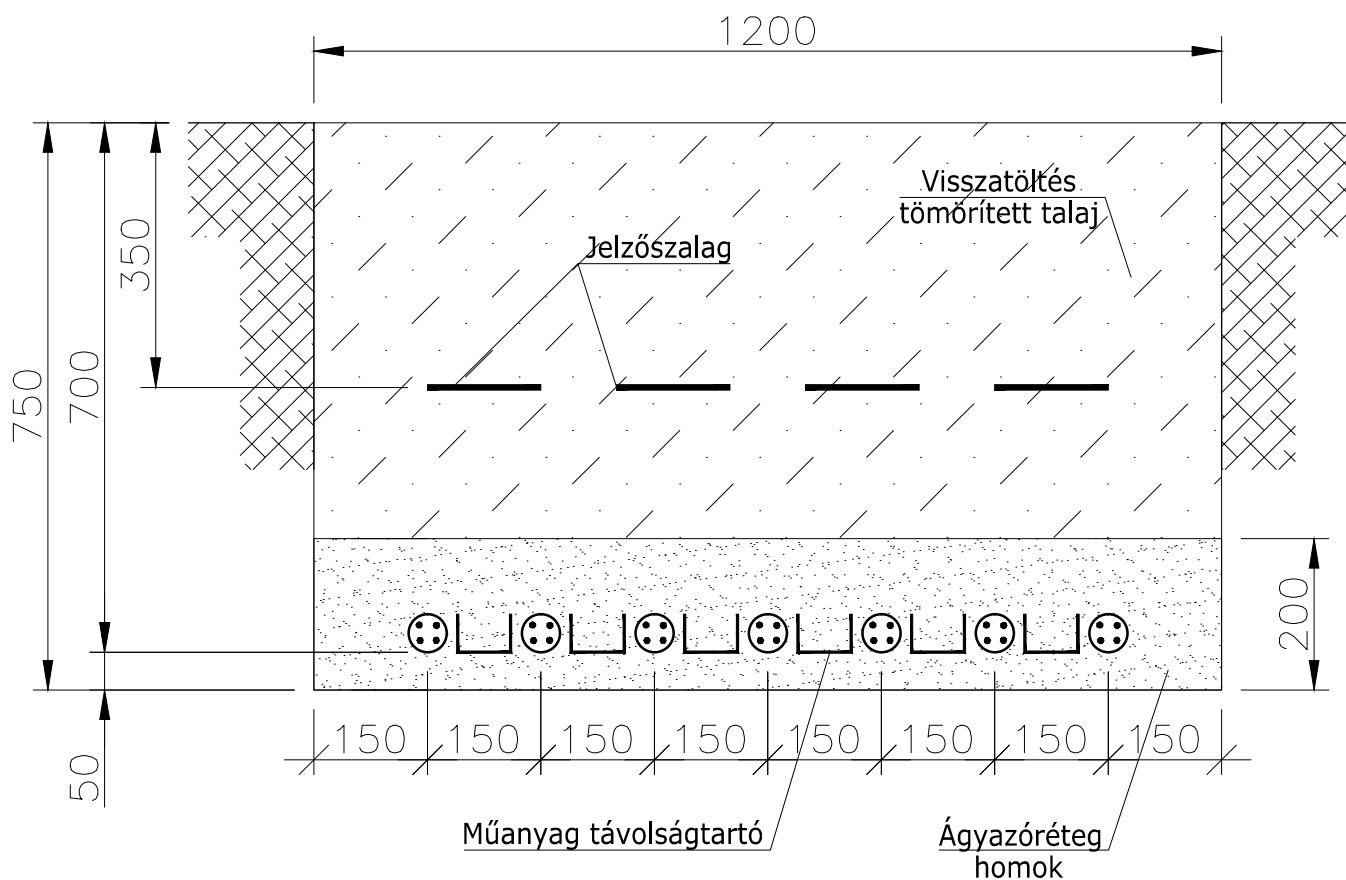 1200
Visszatöltés
tömörített talaj
Jelzőszalag
350
700
750
200
150 150 150 150 150 150 150 150
50
Műanyag távolságtartó
Ágyazóréteg
homok